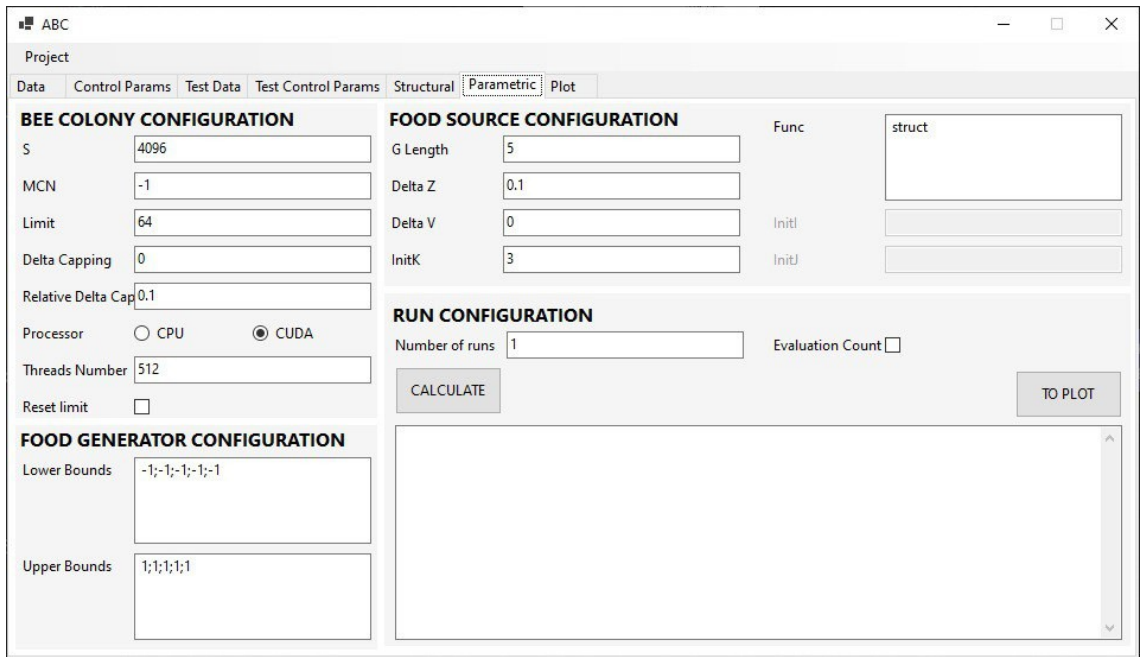 ABC
Project
Data Control Params Test Data Test Control Params Structural Parametric Plot
BEE COLONY CONFIGURATION
S 4096
MCN -1
Limit 64
Delta Capping 0
Relative Delta Cap 0.1
Processor CPU CUDA
Threads Number 512
Reset limit
FOOD GENERATOR CONFIGURATION
Lower Bounds -1;-1;-1;-1;-1
Upper Bounds 1;1;1;1;1
FOOD SOURCE CONFIGURATION
G Length 5
Delta Z 0.1
Delta V 0
InitK 3
Func struct
InitI
InitJ
RUN CONFIGURATION
Number of runs 1 Evaluation Count
CALCULATE TO PLOT